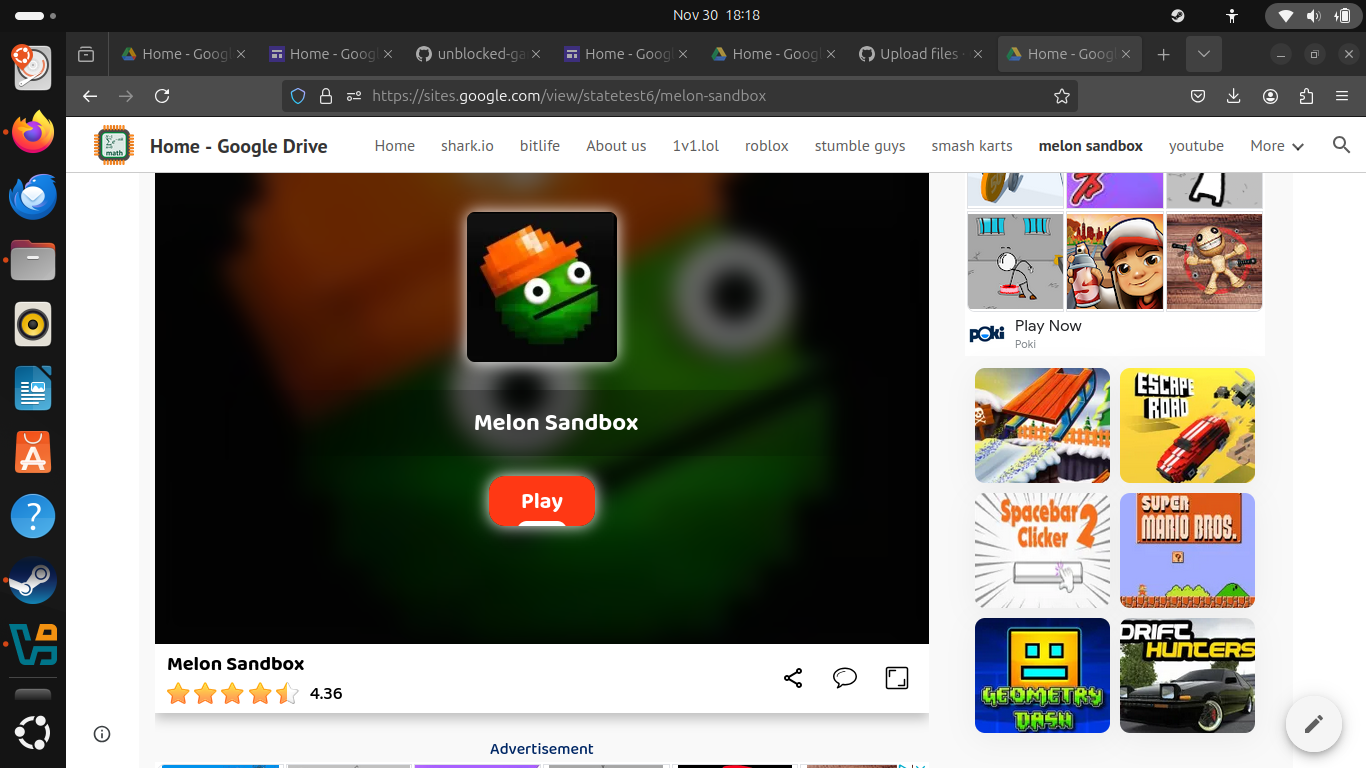 Nov 30 18:18
Home - Googl
Home - Googl
unblocked-ga
Home - Googl
Home - Googl
Upload files ·
Home - Googl
https://sites.google.com/view/statetest6/melon-sandbox
math
Home - Google Drive
Home
shark.io
bitlife
About us
1v1.lol
roblox
stumble guys
smash karts
melon sandbox
youtube
More
Melon Sandbox
Play
Melon Sandbox
4.36
Advertisement
poki
Play Now
Poki
ESCAPE
ROAD
Spacebar
Clicker 2
SUPER
MARIO BROS.
GEOMETRY
DASH
DRIFT
HUNTERS